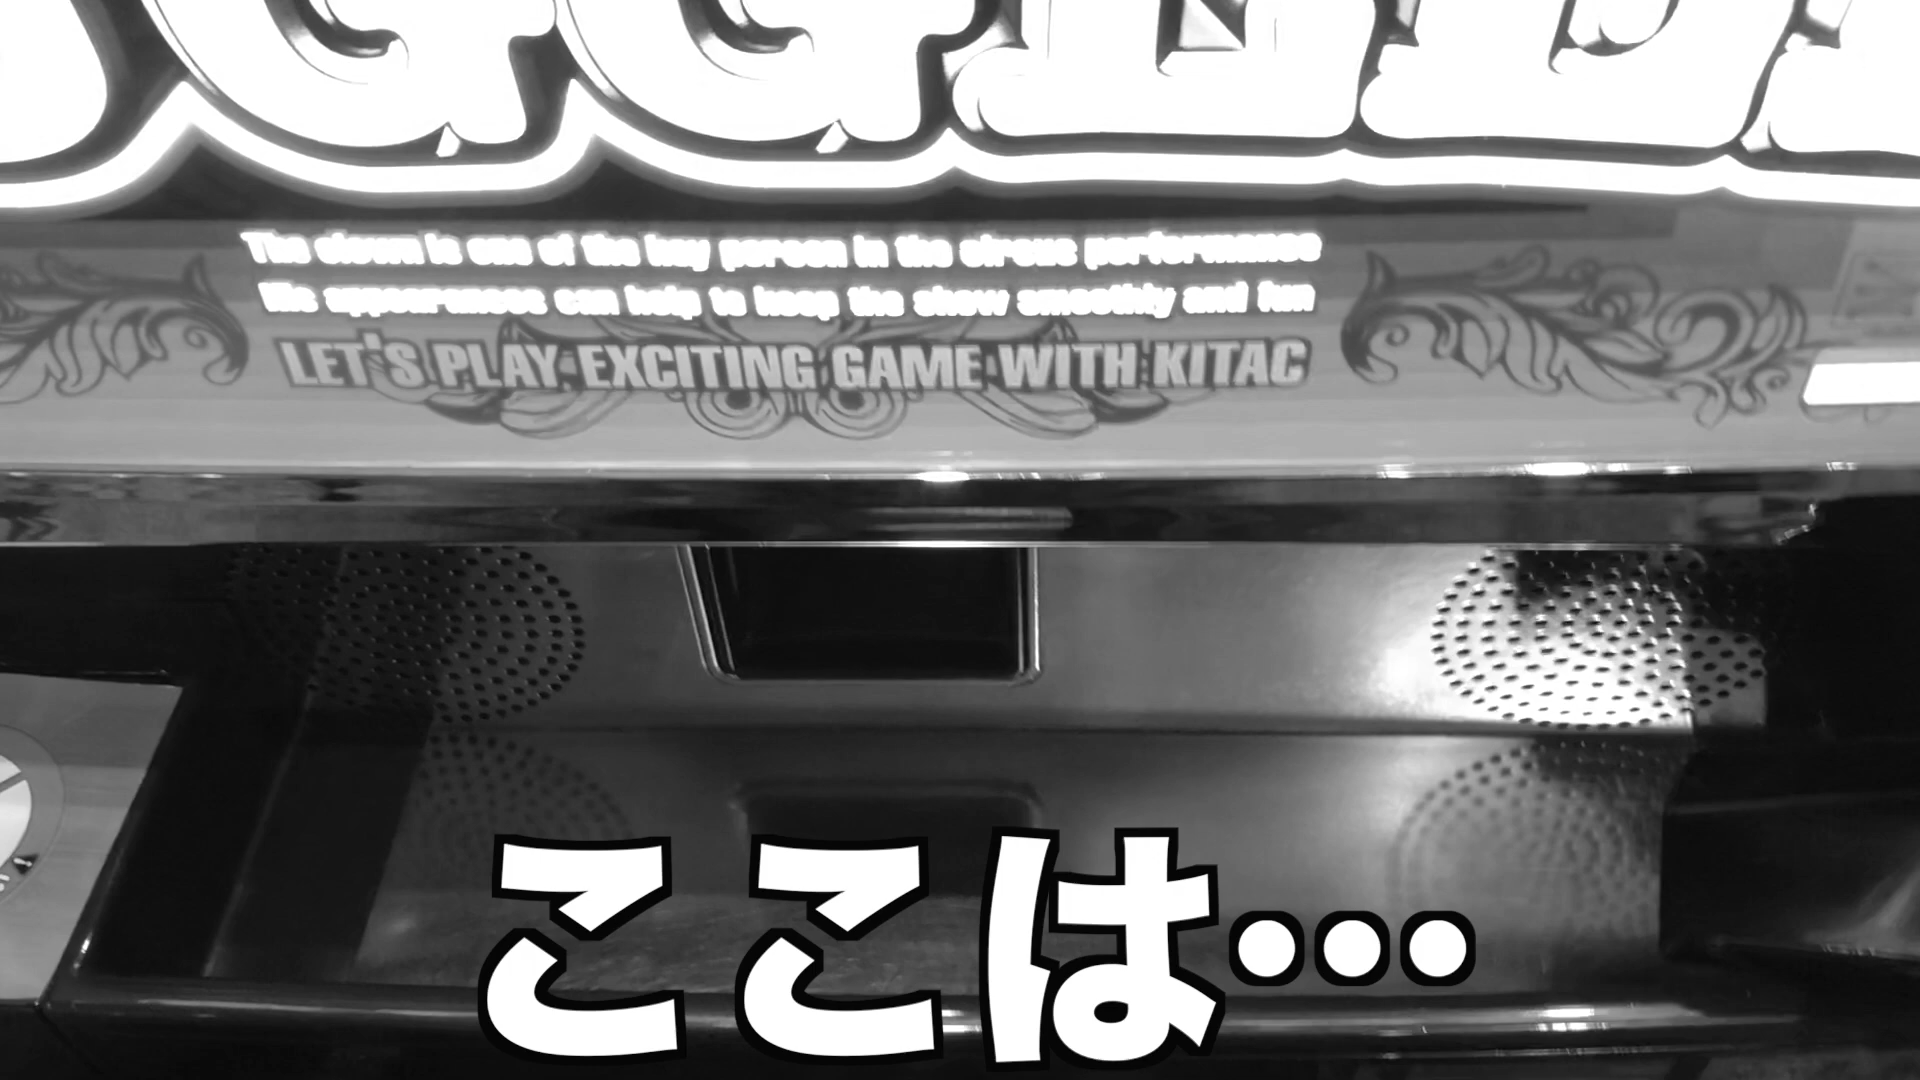 GGLE
The clown is one of the key person in the circus performance
His appearances can help to keep the show smoothly and fun
LET'S PLAY EXCITING GAME WITH KITAC
ここは…